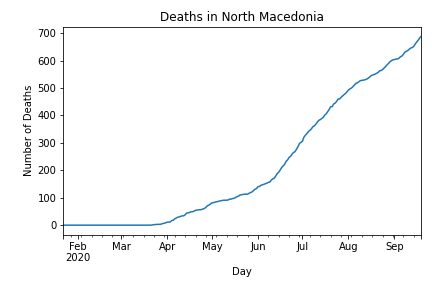 Deaths in North Macedonia
700
600
500
400
300
200
100
0
Number of Deaths
Feb Mar Apr May Jun Jul Aug Sep
2020
Day